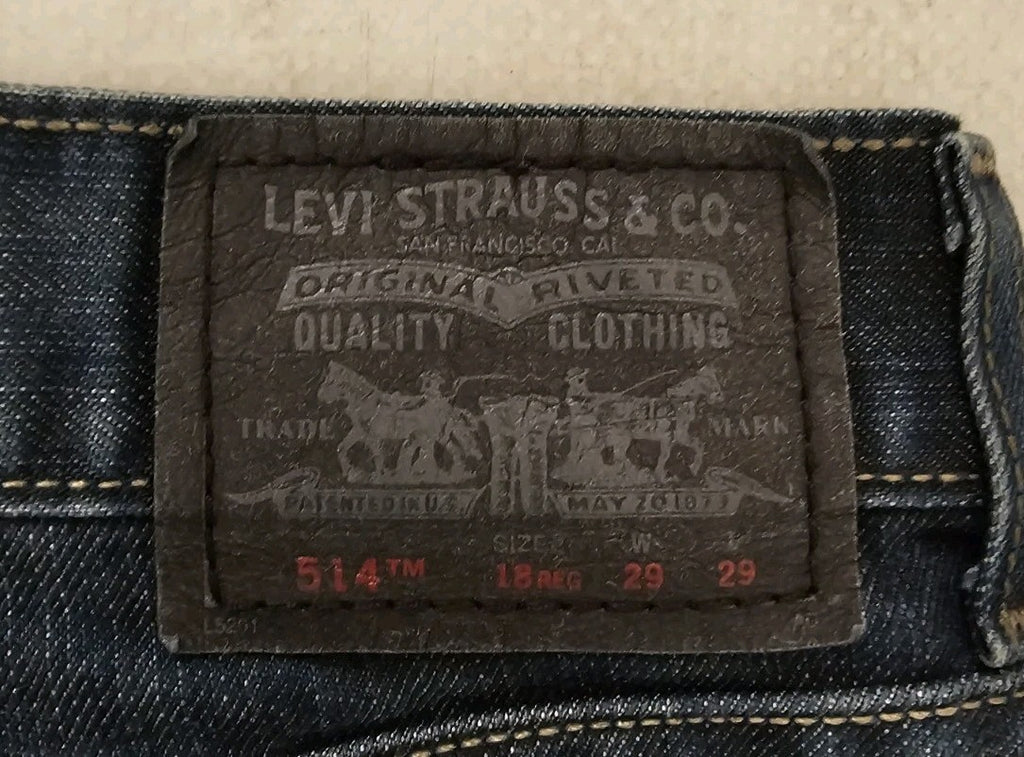 LEVI STRAUSS & CO.
SAN FRANCISCO, CAL.
ORIGINAL RIVETED
QUALITY CLOTHING
TRADE MARK
PATENTED IN U.S. MAY 20 1873
SIZE W L
514™ 18 REG 29 29